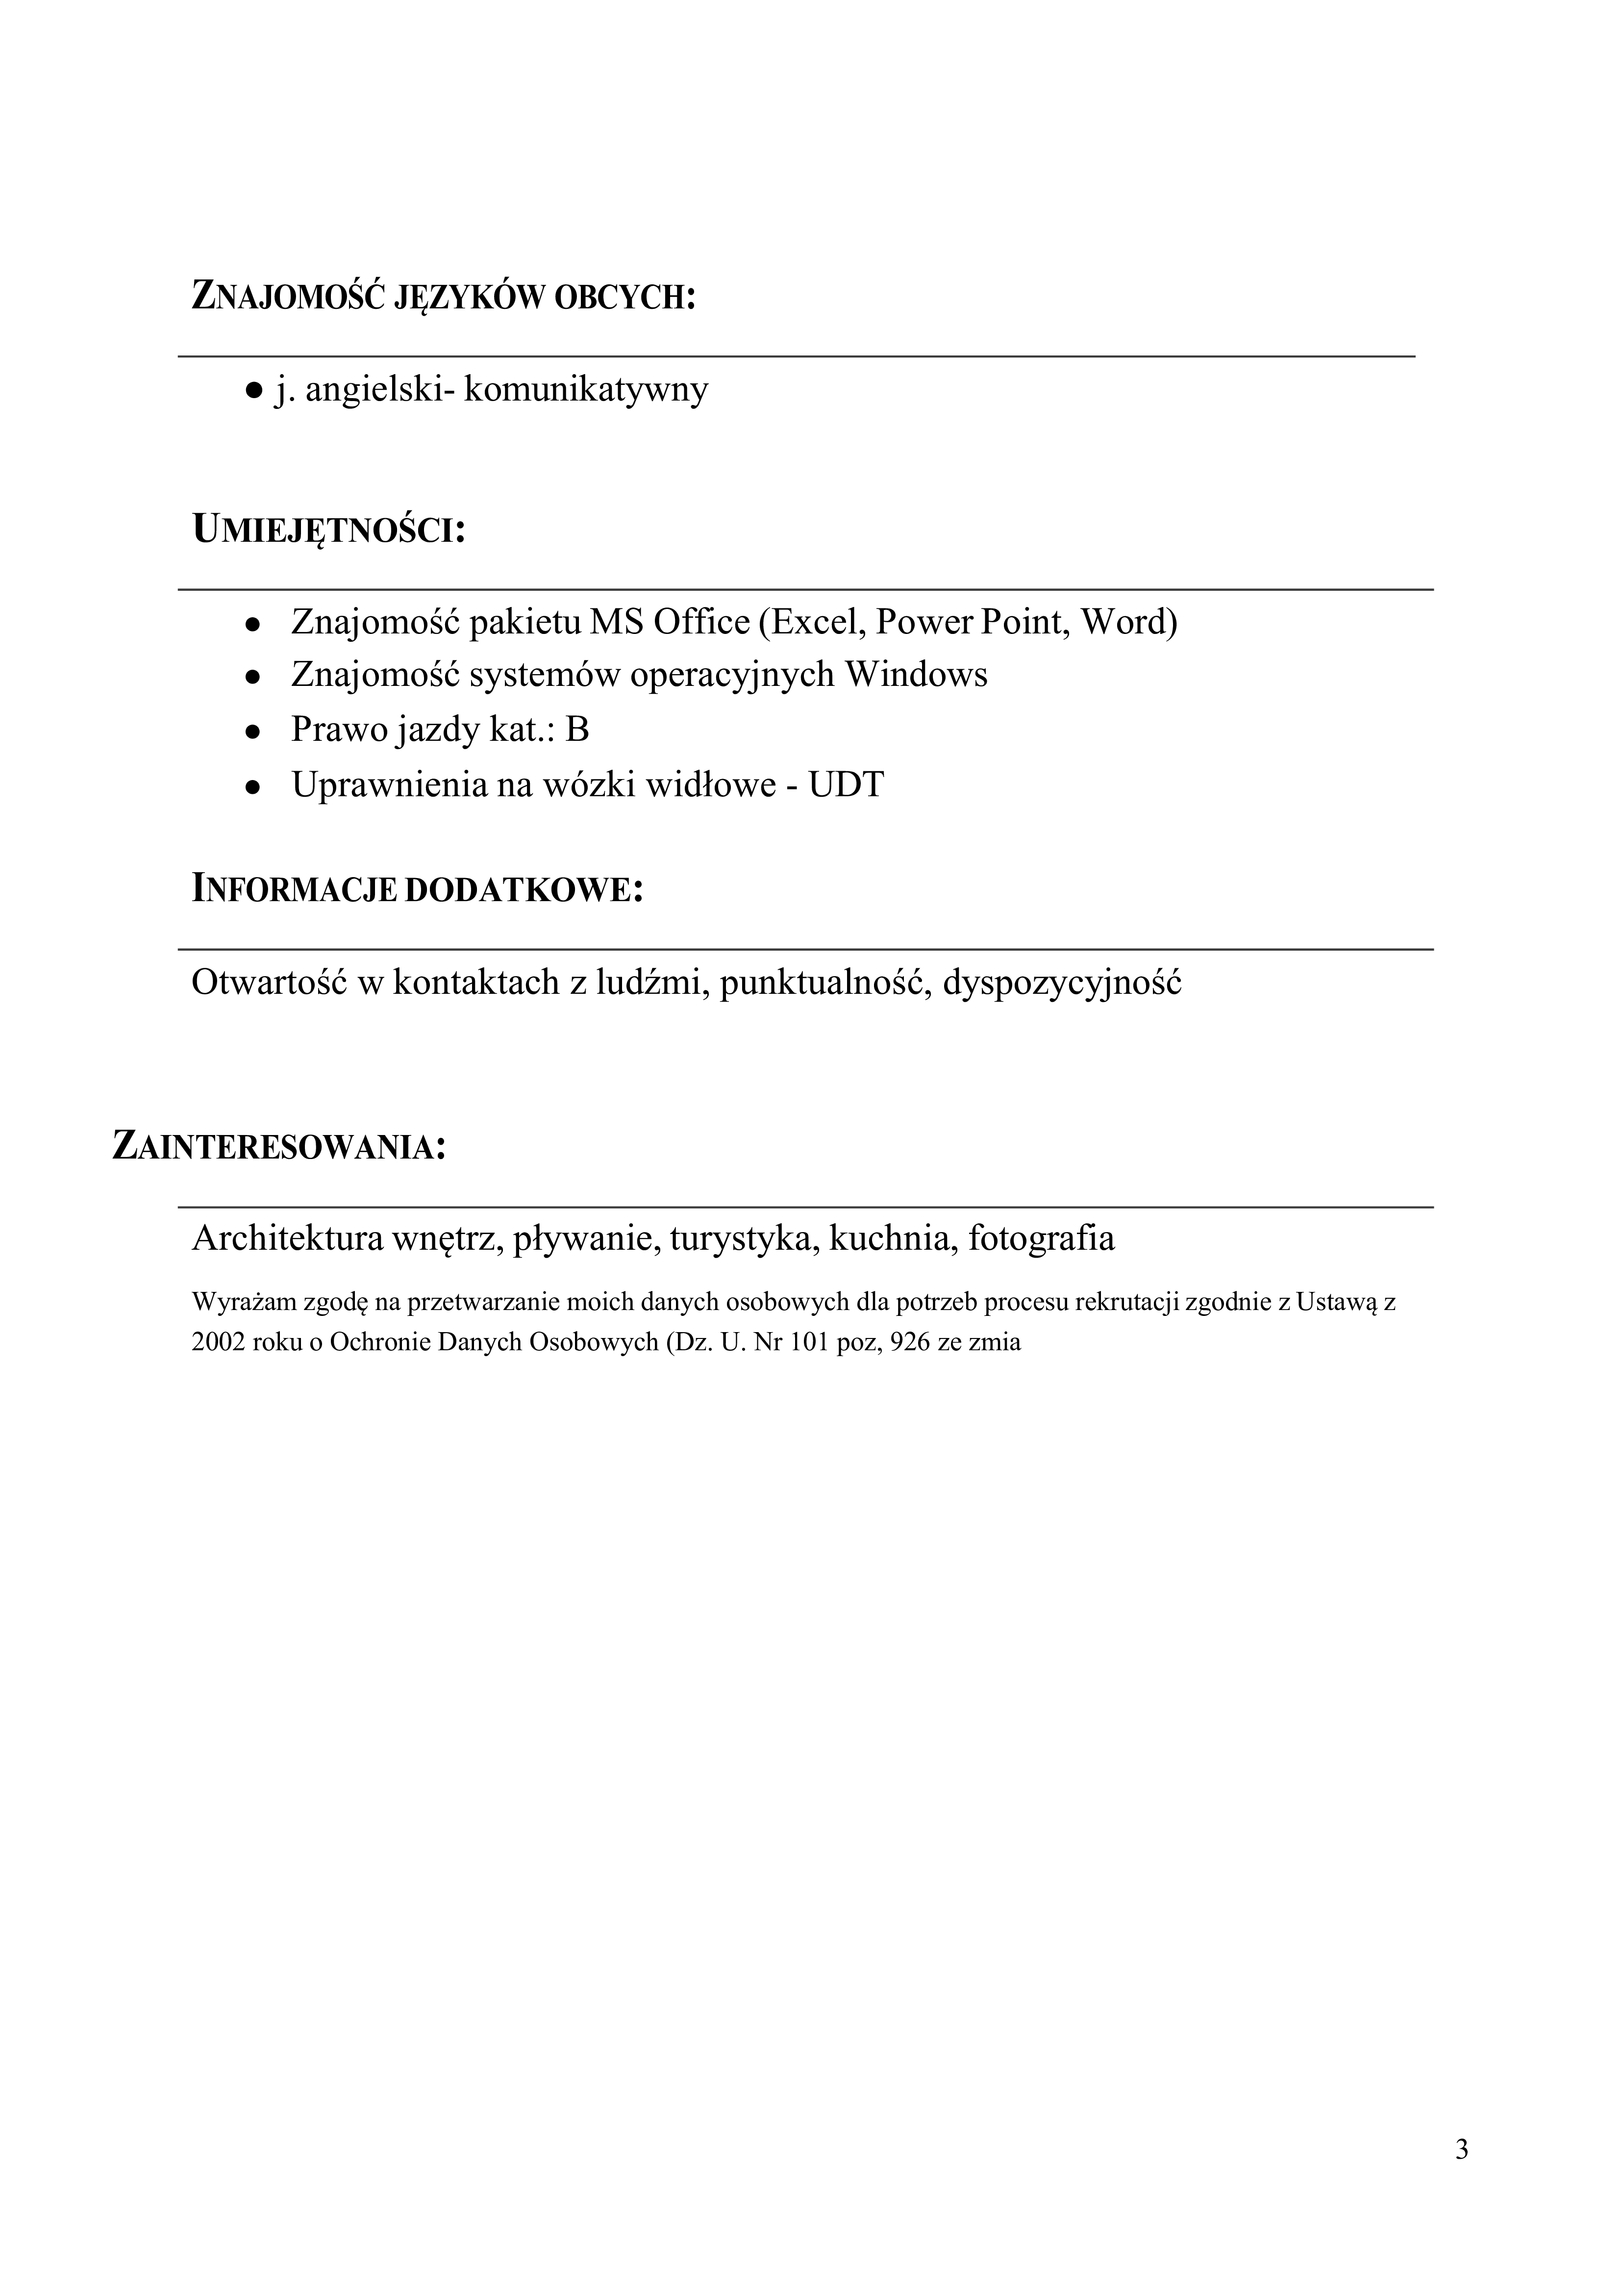 ZNAJOMOŚĆ JĘZYKÓW OBCYCH:
● j. angielski- komunikatywny
UMIEJĘTNOŚCI:
● Znajomość pakietu MS Office (Excel, Power Point, Word)
● Znajomość systemów operacyjnych Windows
● Prawo jazdy kat.: B
● Uprawnienia na wózki widłowe - UDT
INFORMACJE DODATKOWE:
Otwartość w kontaktach z ludźmi, punktualność, dyspozycyjność
ZAINTERESOWANIA:
Architektura wnętrz, pływanie, turystyka, kuchnia, fotografia
Wyrażam zgodę na przetwarzanie moich danych osobowych dla potrzeb procesu rekrutacji zgodnie z Ustawą z
2002 roku o Ochronie Danych Osobowych (Dz. U. Nr 101 poz, 926 ze zmia
3